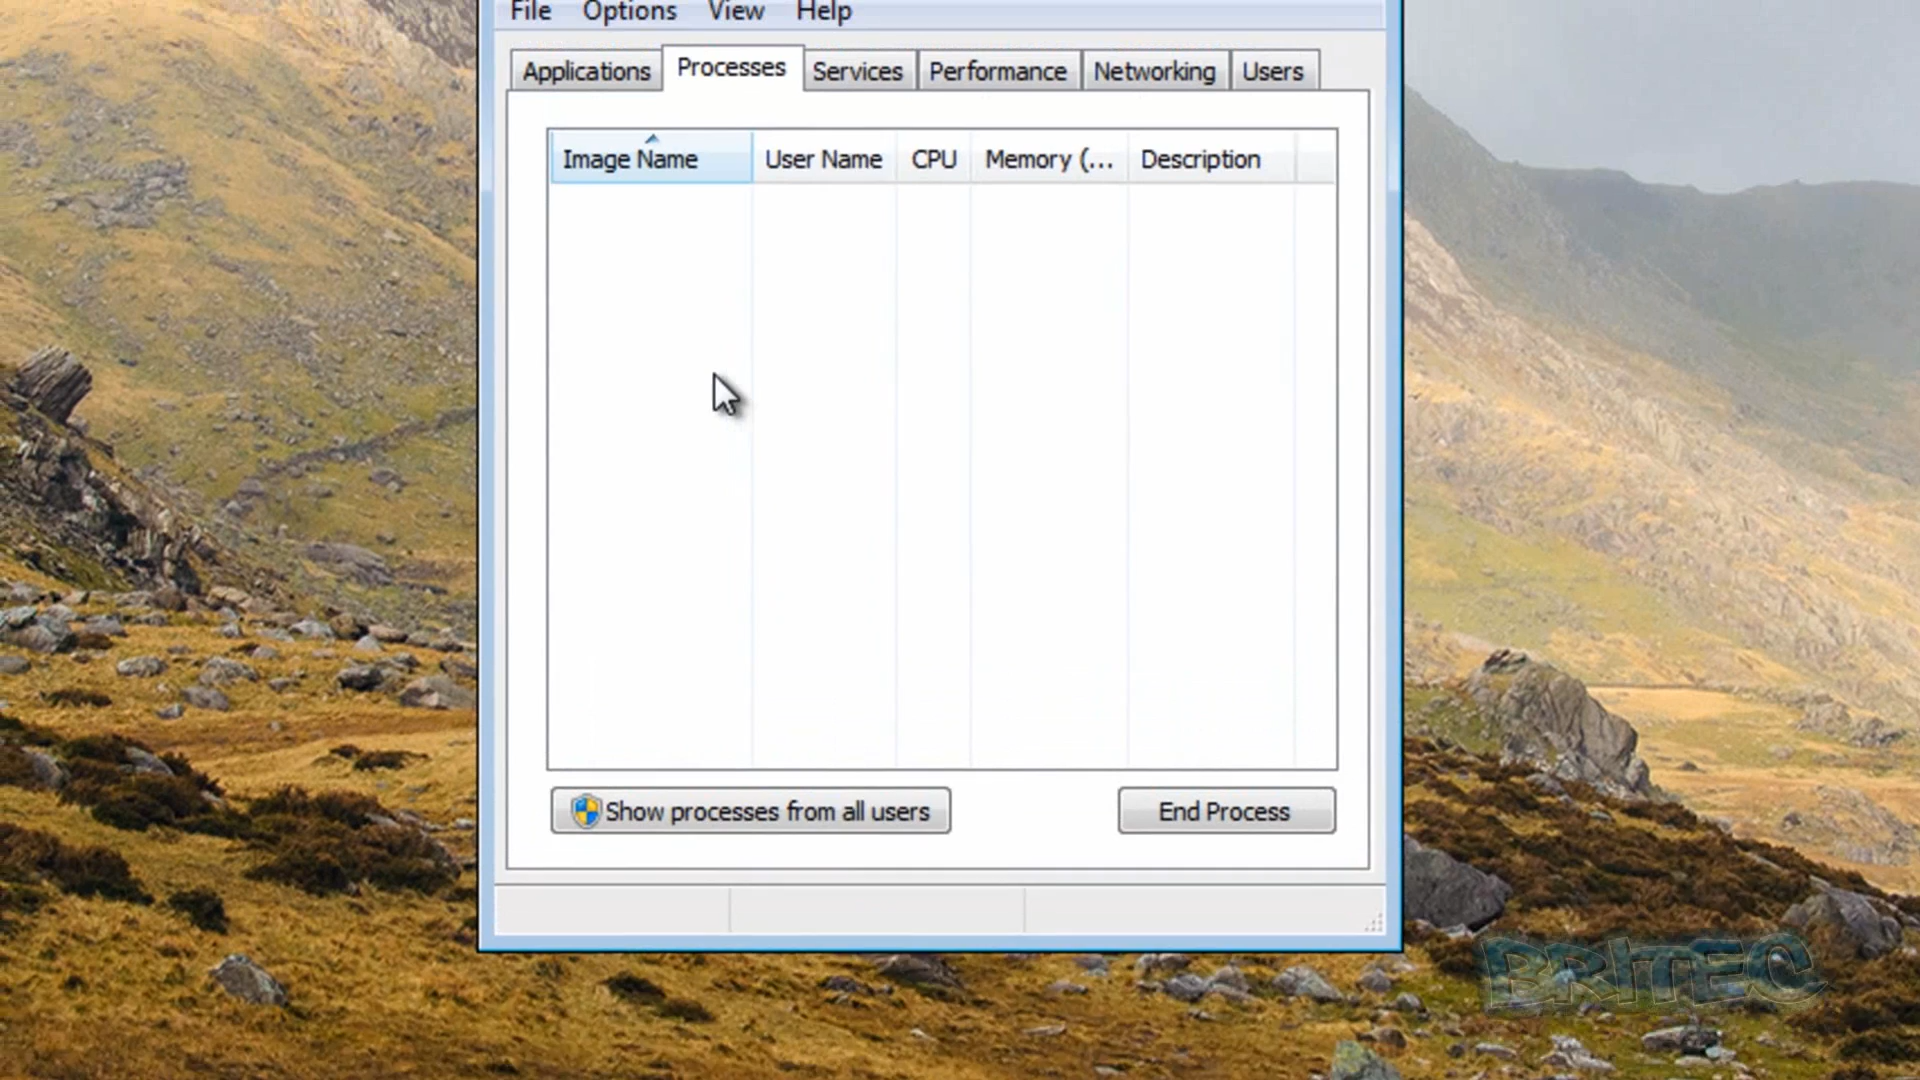 File Options View Help
Applications Processes Services Performance Networking Users
Image Name User Name CPU Memory (... Description
Show processes from all users End Process
BRITEC